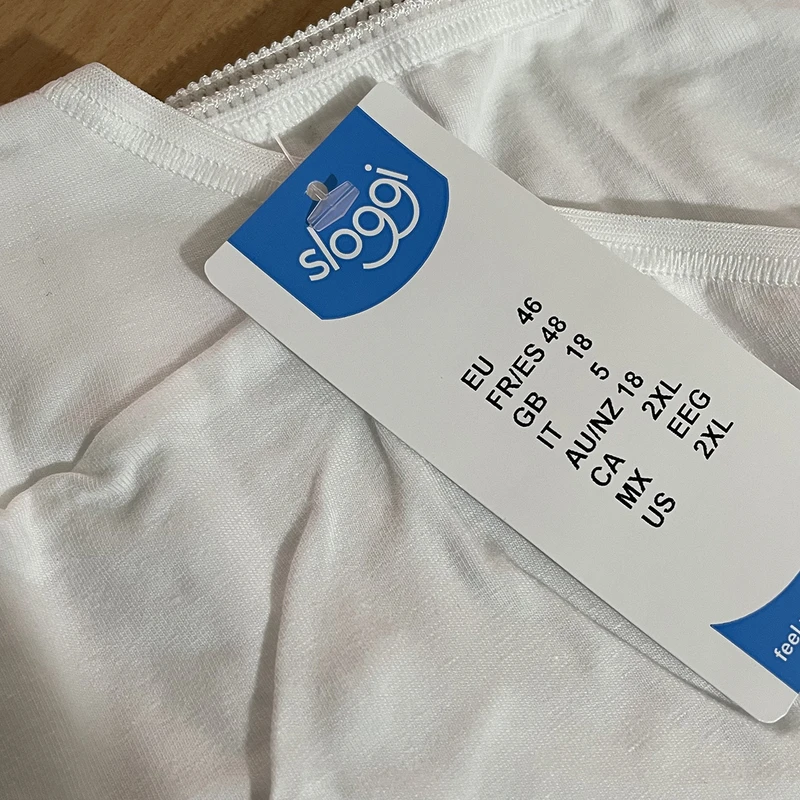 sloggi
EU 46
FR/ES 48
GB 18
IT 5
AU/NZ 18
CA 2XL
MX EEG
US 2XL
feel